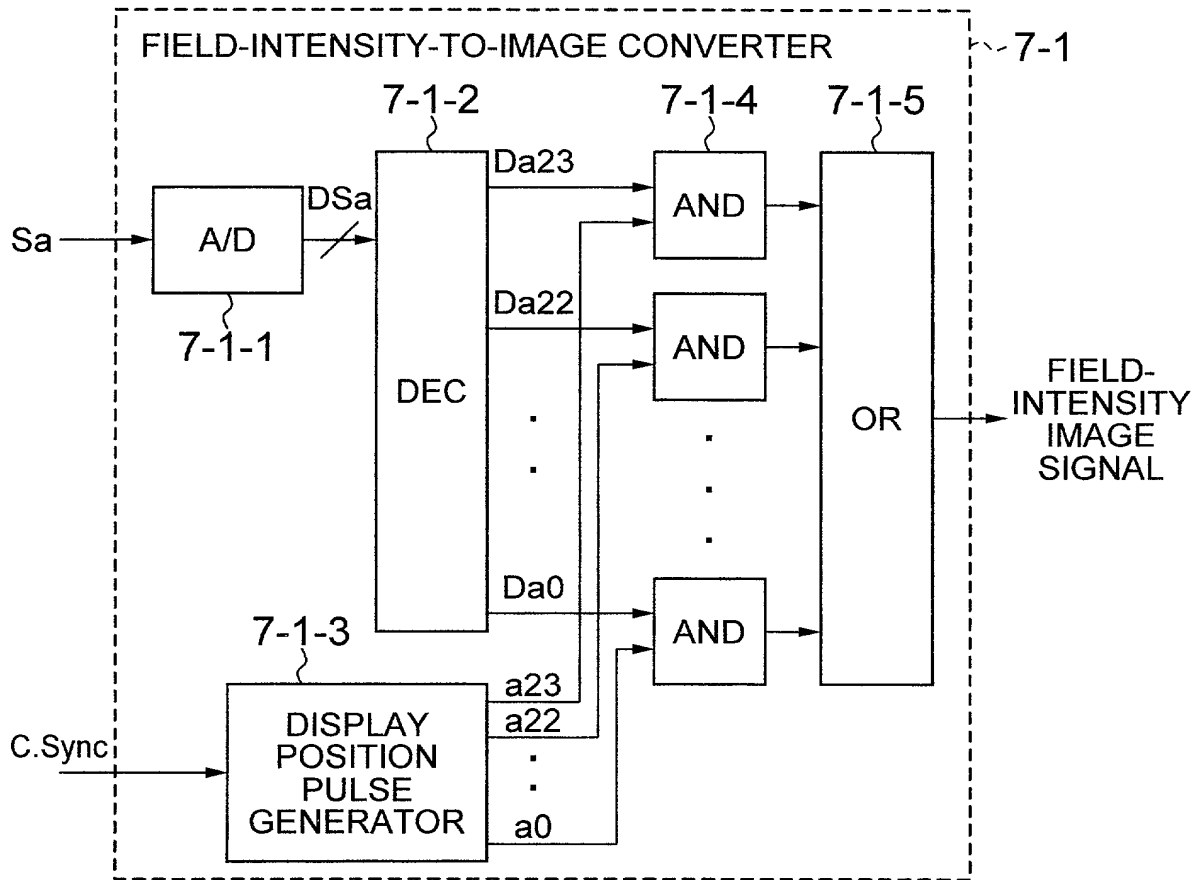 FIELD-INTENSITY-TO-IMAGE CONVERTER
7-1
7-1-2
7-1-4
7-1-5
Da23
DSa
AND
Sa
A/D
Da22
7-1-1
AND
DEC
OR
FIELD-
INTENSITY
IMAGE
SIGNAL
Da0
AND
7-1-3
a23
a22
C.Sync
DISPLAY
POSITION
PULSE
GENERATOR
a0